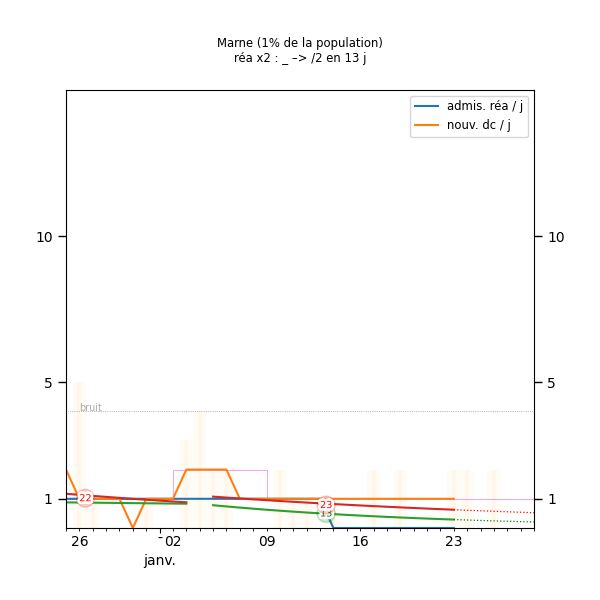 Marne (1% de la population)
réa x2 : _ –> /2 en 13 j
admis. réa / j
nouv. dc / j
10 10
5 5
bruit
1 1
22
23
26 02 09 16 23
janv.